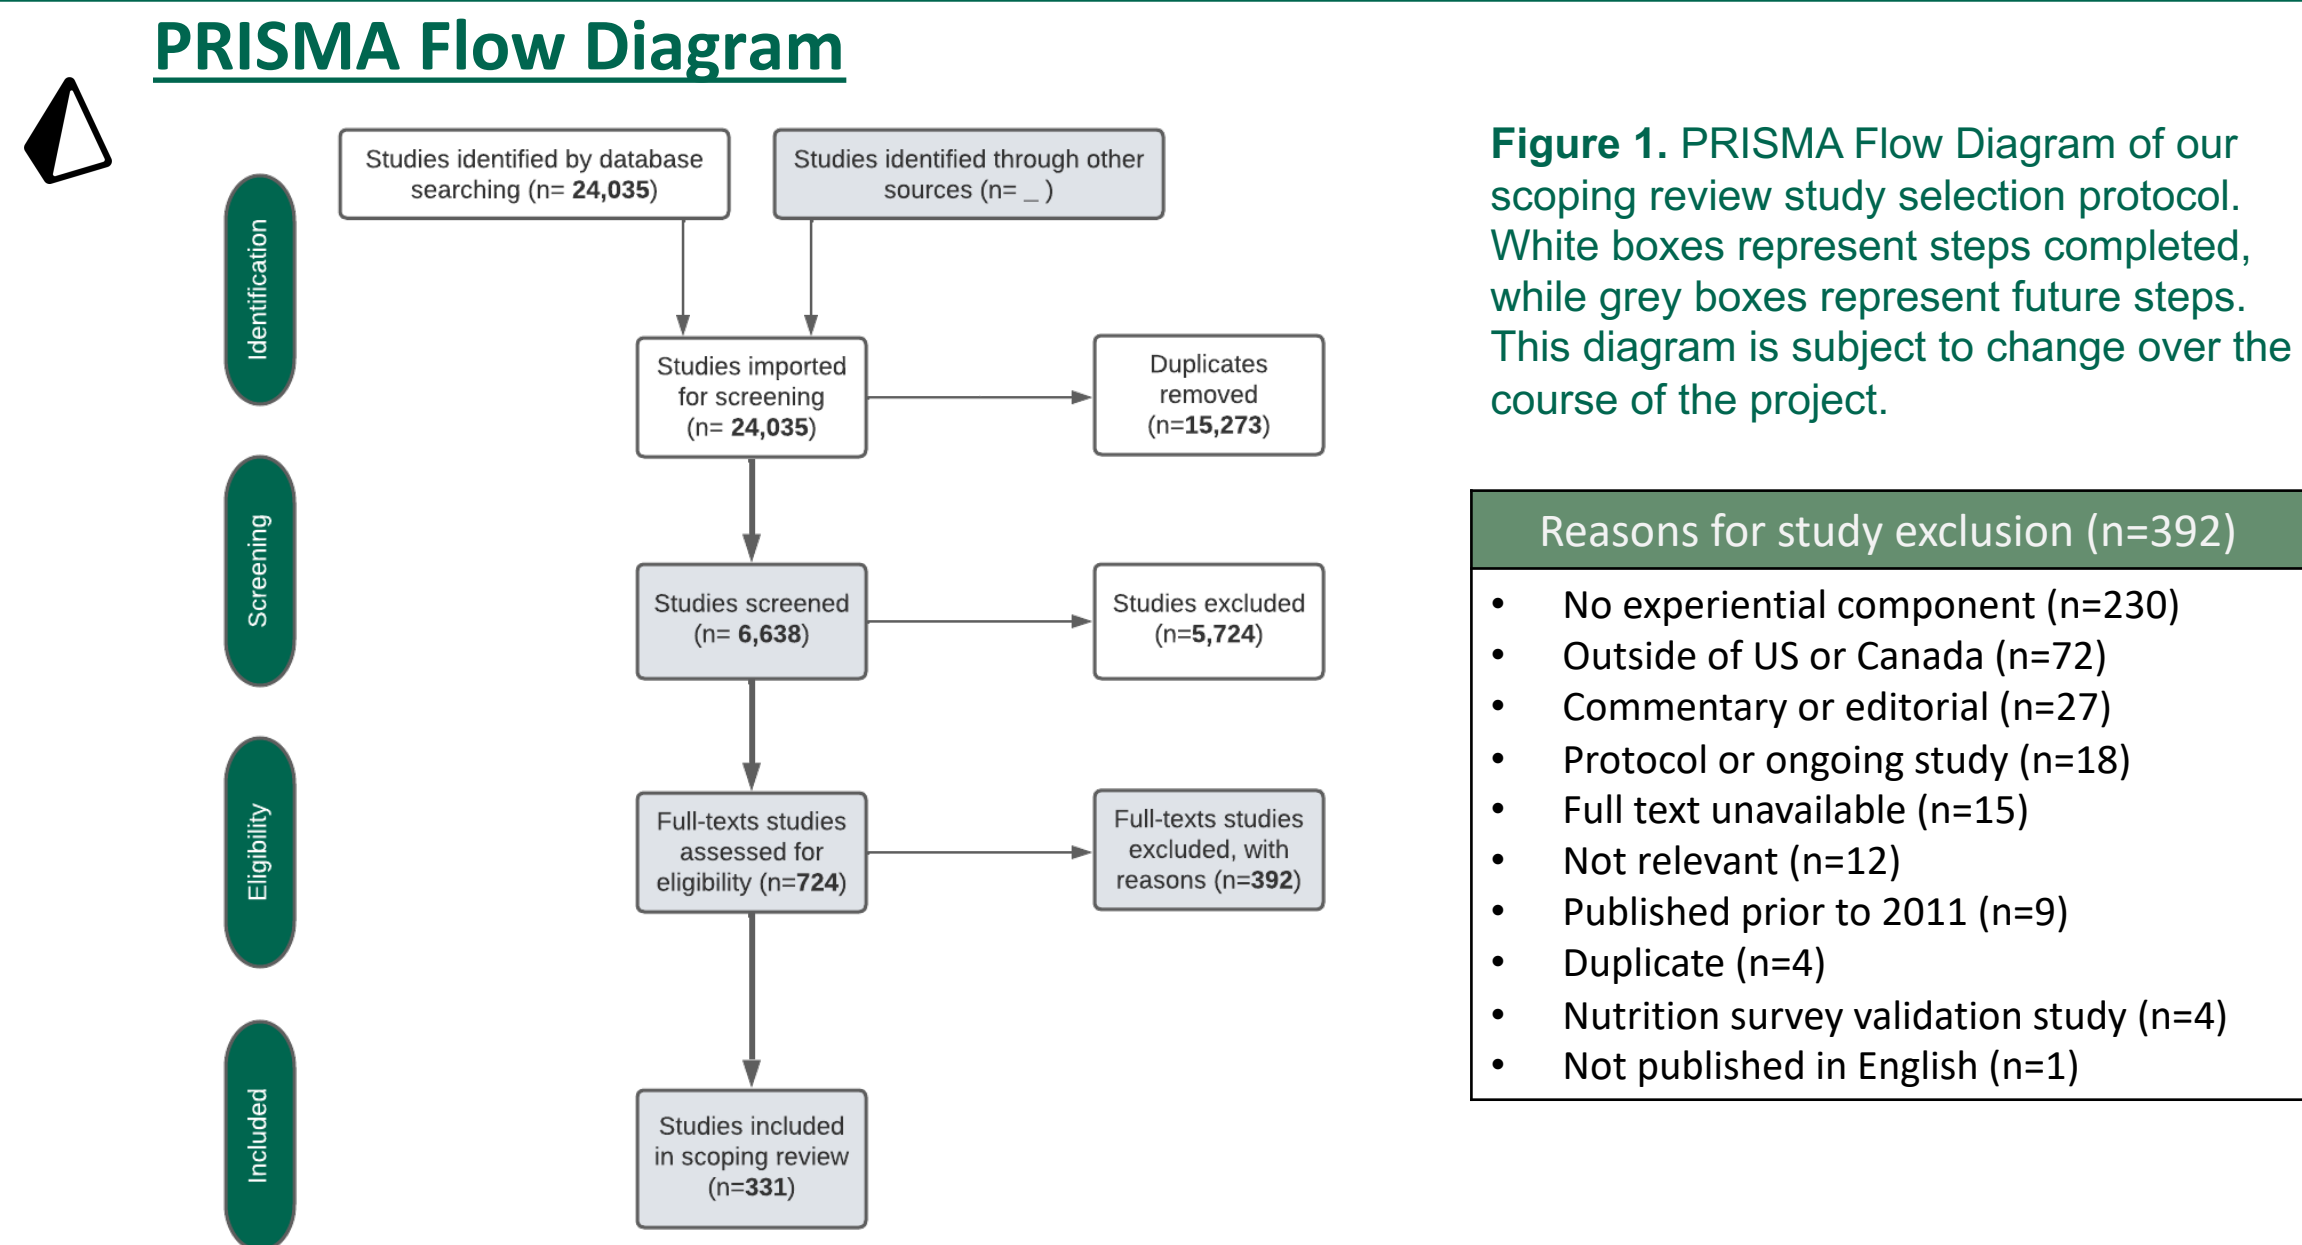 PRISMA Flow Diagram
Studies identified by database
searching (n= 24,035)
Studies identified through other
sources (n= _ )
Identification
Studies imported
for screening
(n= 24,035)
Duplicates
removed
(n=15,273)
Screening
Studies screened
(n= 6,638)
Studies excluded
(n=5,724)
Eligibility
Full-texts studies
assessed for
eligibility (n=724)
Full-texts studies
excluded, with
reasons (n=392)
Included
Studies included
in scoping review
(n=331)
Figure 1. PRISMA Flow Diagram of our
scoping review study selection protocol.
White boxes represent steps completed,
while grey boxes represent future steps.
This diagram is subject to change over the
course of the project.
Reasons for study exclusion (n=392)
• No experiential component (n=230)
• Outside of US or Canada (n=72)
• Commentary or editorial (n=27)
• Protocol or ongoing study (n=18)
• Full text unavailable (n=15)
• Not relevant (n=12)
• Published prior to 2011 (n=9)
• Duplicate (n=4)
• Nutrition survey validation study (n=4)
• Not published in English (n=1)